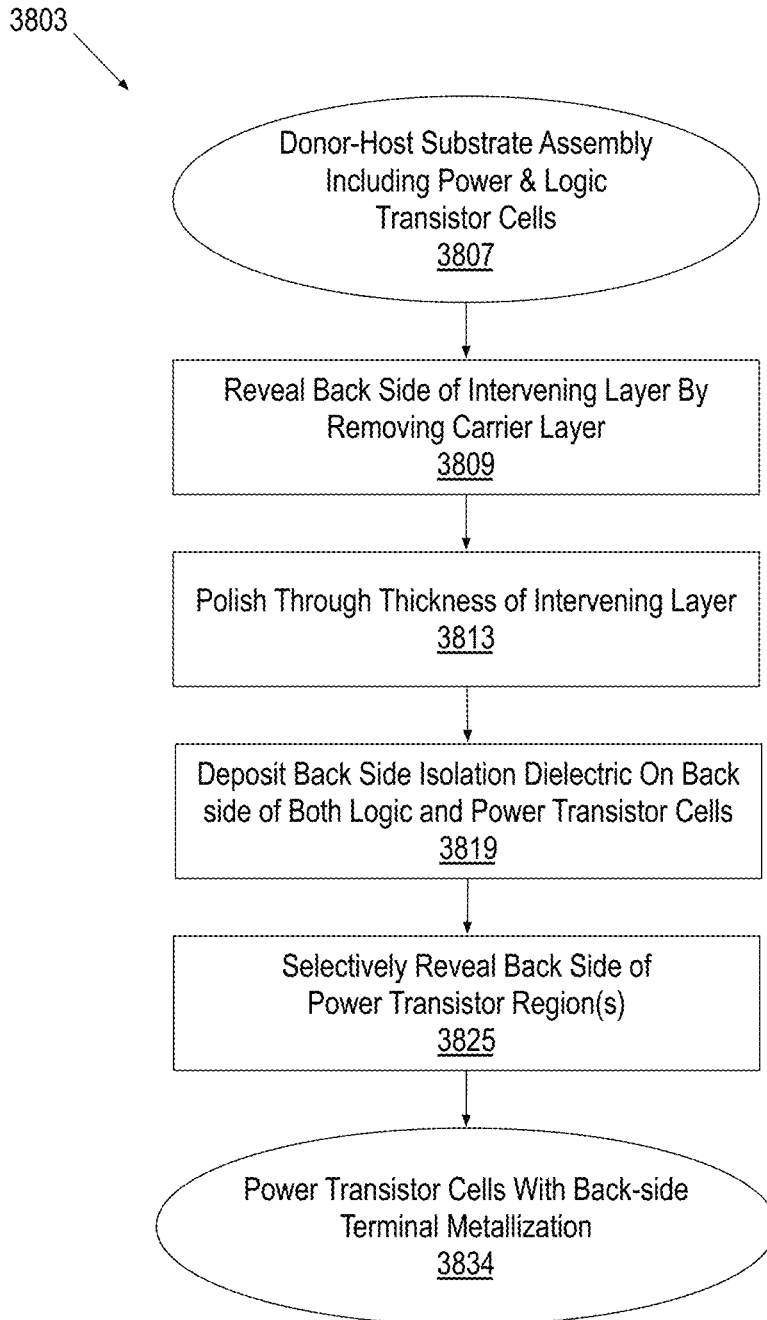 3803
Donor-Host Substrate Assembly
Including Power & Logic
Transistor Cells
3807
Reveal Back Side of Intervening Layer By
Removing Carrier Layer
3809
Polish Through Thickness of Intervening Layer
3813
Deposit Back Side Isolation Dielectric On Back
side of Both Logic and Power Transistor Cells
3819
Selectively Reveal Back Side of
Power Transistor Region(s)
3825
Power Transistor Cells With Back-side
Terminal Metallization
3834